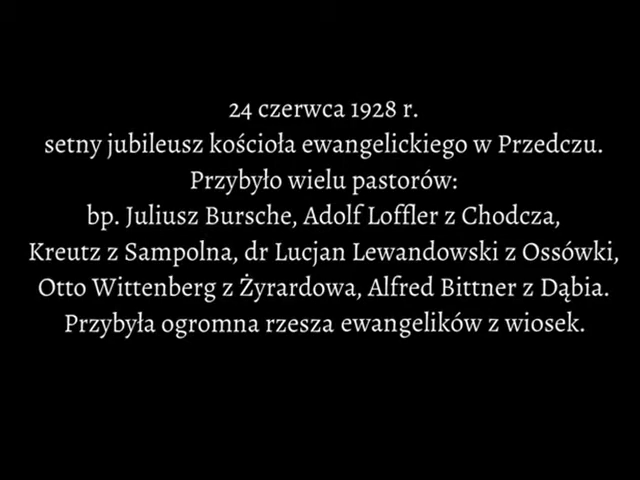 24 czerwca 1928 r.
setny jubileusz kościoła ewangelickiego w Przedczu.
Przybyło wielu pastorów:
bp. Juliusz Bursche, Adolf Loffler z Chodcza,
Kreutz z Sampolna, dr Lucjan Lewandowski z Ossówki,
Otto Wittenberg z Żyrardowa, Alfred Bittner z Dąbia.
Przybyła ogromna rzesza ewangelików z wiosek.